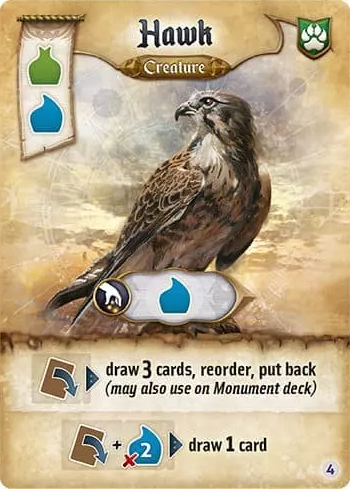 Hawk
Creature
draw 3 cards, reorder, put back
(may also use on Monument deck)
+ 2 draw 1 card
4